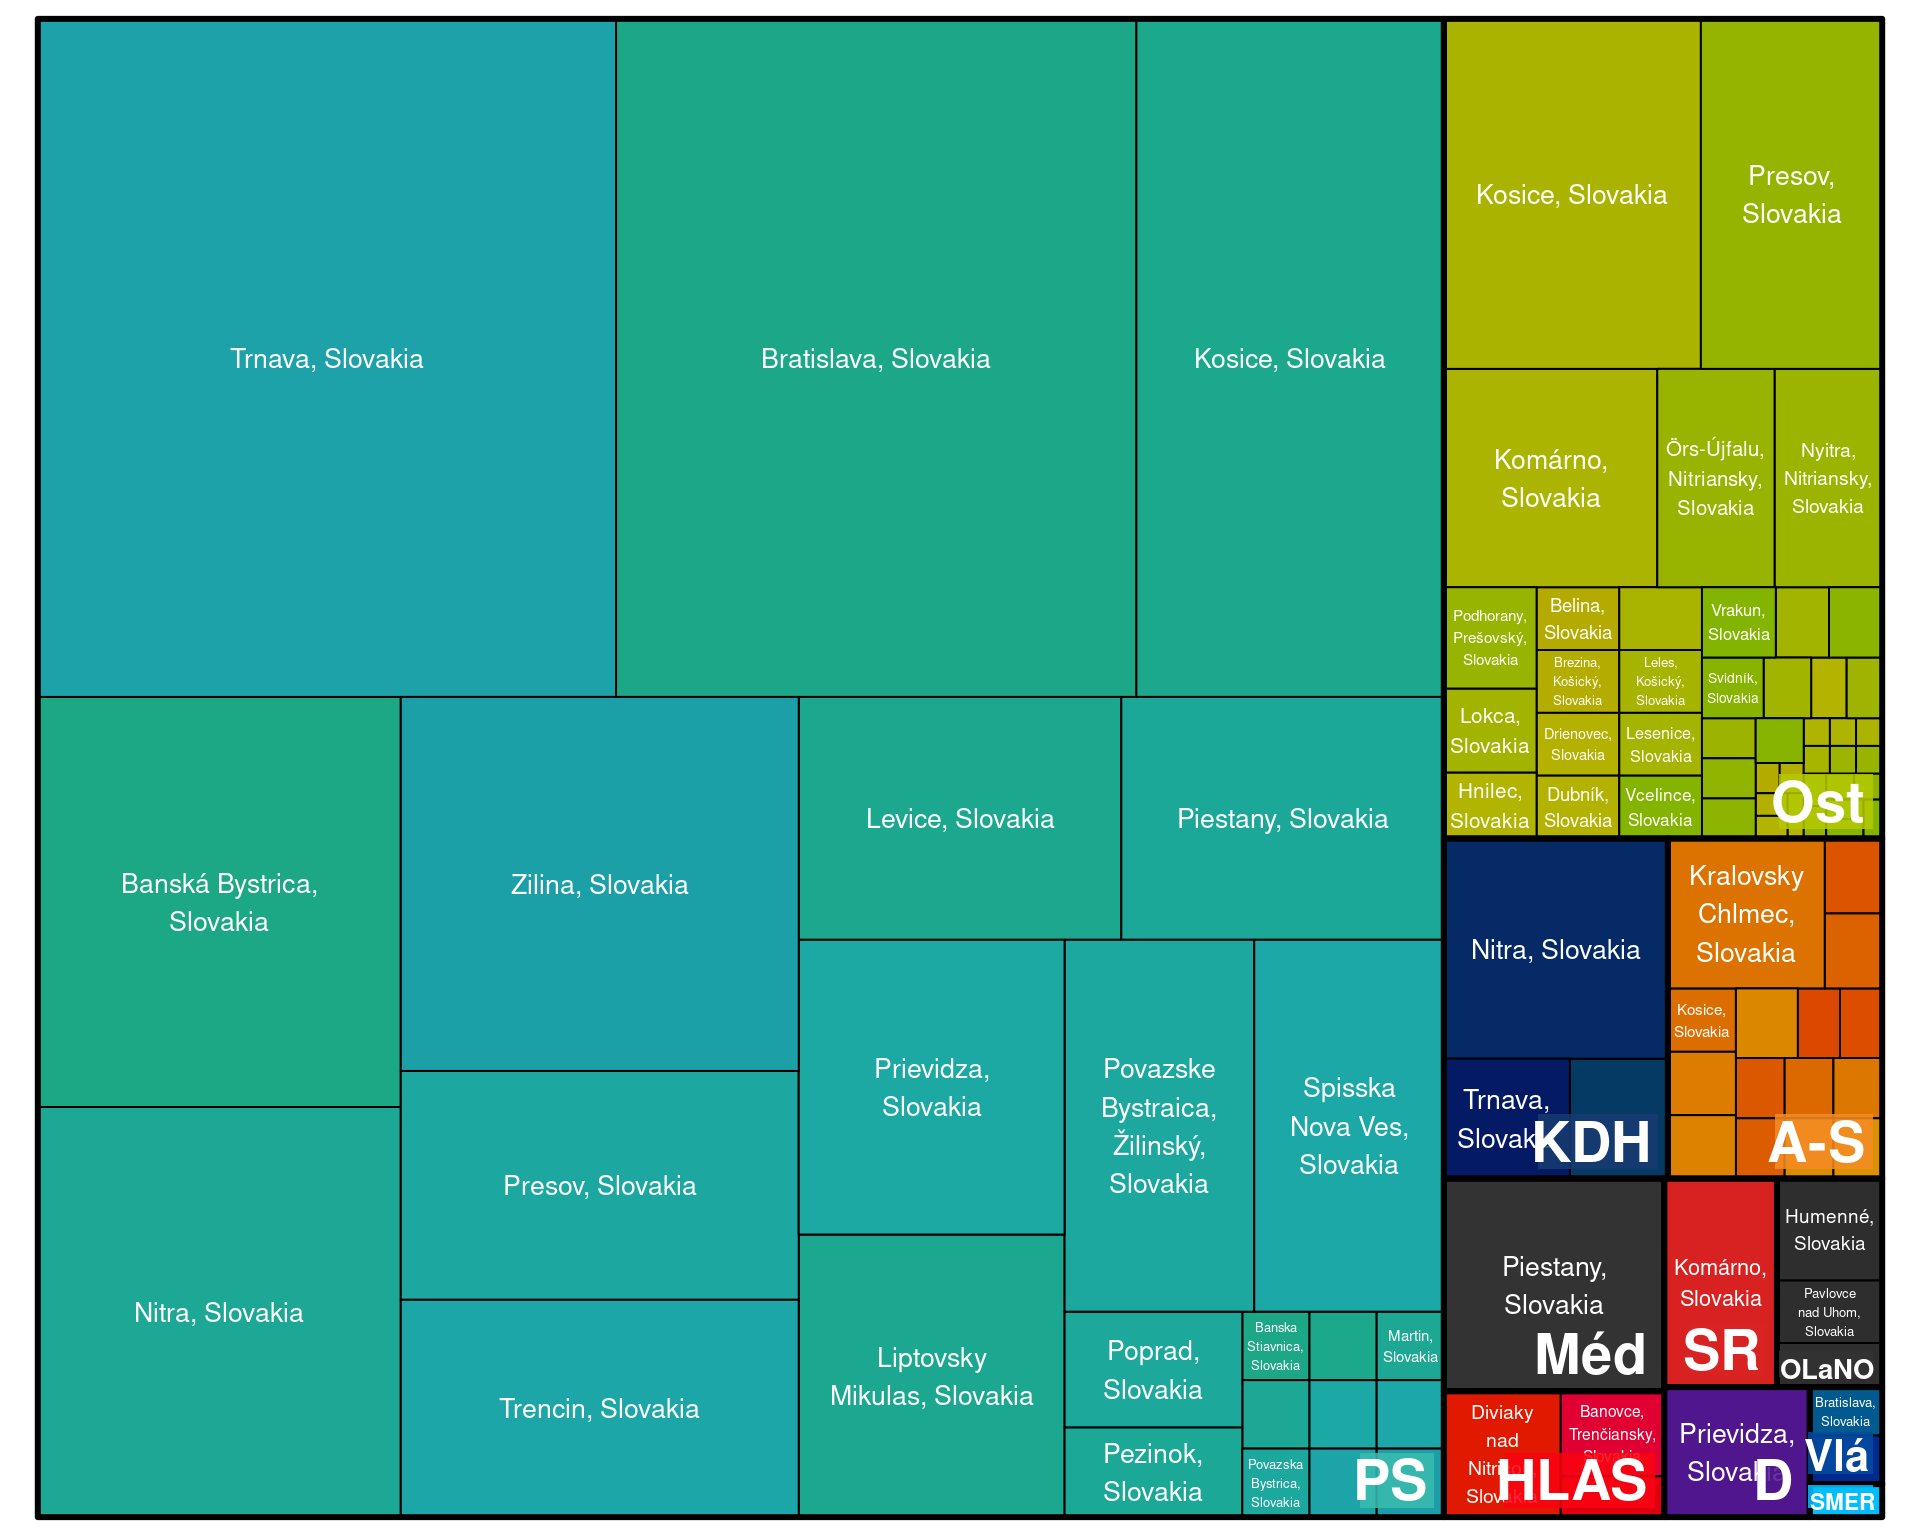 Trnava, Slovakia
Bratislava, Slovakia
Kosice, Slovakia
Banská Bystrica,
Slovakia
Nitra, Slovakia
Zilina, Slovakia
Presov, Slovakia
Trencin, Slovakia
Levice, Slovakia
Piestany, Slovakia
Prievidza,
Slovakia
Liptovsky
Mikulas, Slovakia
Povazske
Bystraica,
Žilinský,
Slovakia
Spisska
Nova Ves,
Slovakia
Poprad,
Slovakia
Pezinok,
Slovakia
Banska
Stiavnica,
Slovakia
Martin,
Slovakia
Povazska
Bystrica,
Slovakia
PS
Kosice, Slovakia
Presov,
Slovakia
Komárno,
Slovakia
Örs-Újfalu,
Nitriansky,
Slovakia
Nyitra,
Nitriansky,
Slovakia
Podhorany,
Prešovský,
Slovakia
Lokca,
Slovakia
Hnilec,
Slovakia
Belina,
Slovakia
Brezina,
Košický,
Slovakia
Drienovec,
Slovakia
Dubník,
Slovakia
Leles,
Košický,
Slovakia
Lesenice,
Slovakia
Vcelince,
Slovakia
Vrakun,
Slovakia
Svidník,
Slovakia
Ost
Nitra, Slovakia
Trnava,
Slovakia
KDH
Kralovsky
Chlmec,
Slovakia
Kosice,
Slovakia
A-S
Piestany,
Slovakia
Méd
Komárno,
Slovakia
SR
Humenné,
Slovakia
Pavlovce
nad Uhom,
Slovakia
OLaNO
Diviaky
nad
Slovakia
Banovce,
Trenčiansky,
Slovakia
HLAS
Prievidza,
Slovakia
D
Bratislava,
Slovakia
Vlá
SMER